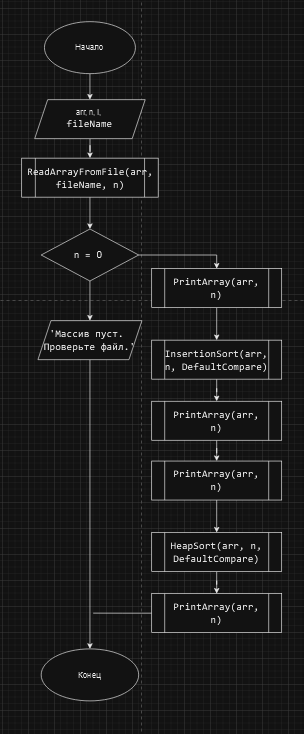 Начало
arr, n, i,
fileName
ReadArrayFromFile(arr,
fileName, n)
n = 0
PrintArray(arr,
n)
'Массив пуст.
Проверьте файл.'
InsertionSort(arr,
n, DefaultCompare)
PrintArray(arr,
n)
PrintArray(arr,
n)
HeapSort(arr, n,
DefaultCompare)
PrintArray(arr,
n)
Конец